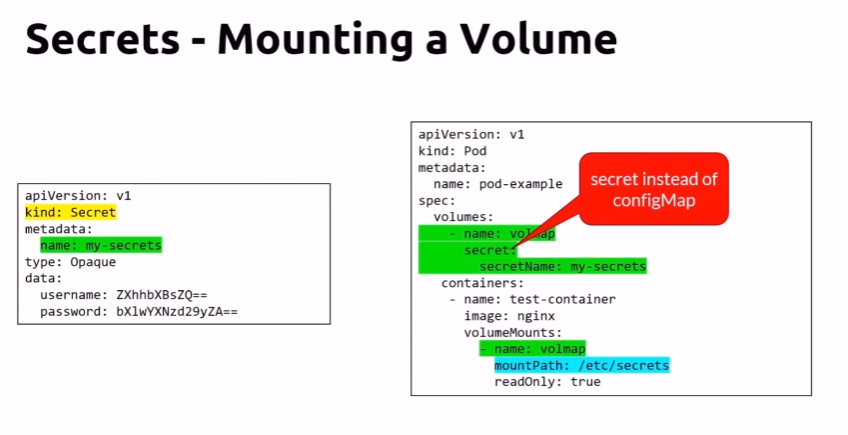 Secrets - Mounting a Volume
apiVersion: v1
kind: Secret
metadata:
  name: my-secrets
type: Opaque
data:
  username: ZXhhbXBsZQ==
  password: bXlwYXNzd29yZA==
apiVersion: v1
kind: Pod
metadata:
  name: pod-example
spec:
  volumes:
    - name: volmap
      secret:
        secretName: my-secrets
   containers:
    - name: test-container
      image: nginx
      volumeMounts:
        - name: volmap
          mountPath: /etc/secrets
          readOnly: true
secret instead of
configMap